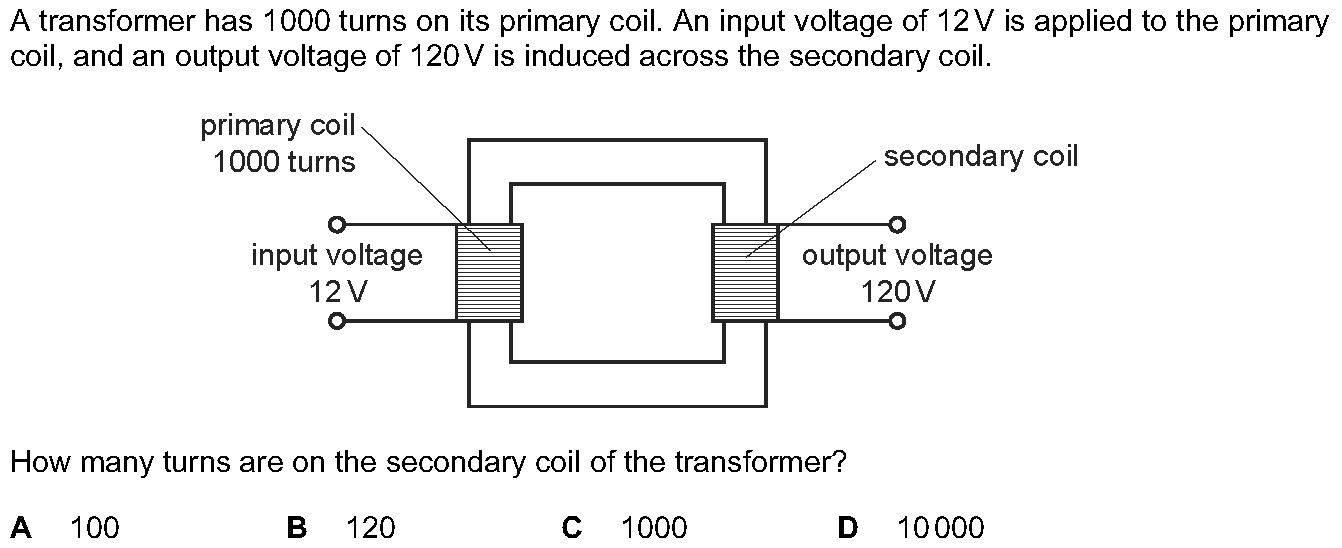 A transformer has 1000 turns on its primary coil. An input voltage of 12 V is applied to the primary
coil, and an output voltage of 120 V is induced across the secondary coil.
primary coil
1000 turns
secondary coil
input voltage
12 V
output voltage
120 V
How many turns are on the secondary coil of the transformer?
A 100 B 120 C 1000 D 10 000